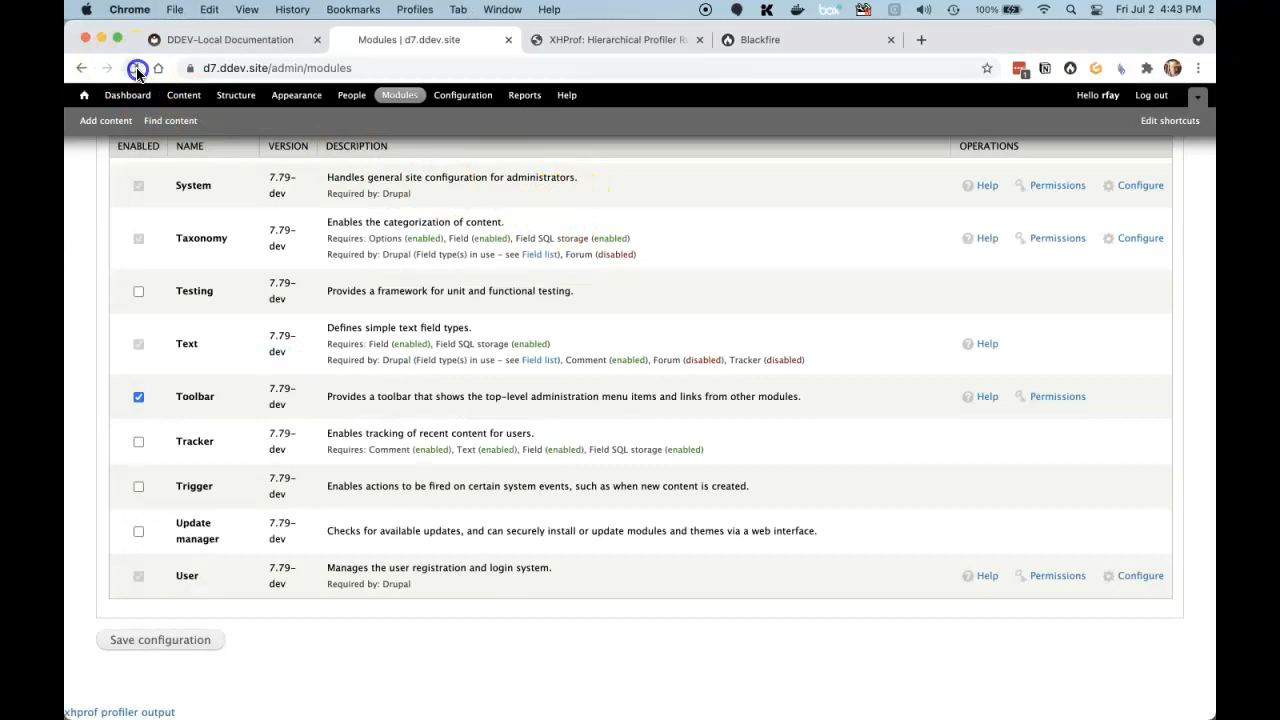 Chrome File Edit View History Bookmarks Profiles Tab Window Help box 100% Fri Jul 2 4:43 PM
DDEV-Local Documentation Modules | d7.ddev.site XHProf: Hierarchical Profiler R Blackfire
d7.ddev.site/admin/modules 1
Dashboard Content Structure Appearance People Modules Configuration Reports Help Hello rfay Log out
Add content Find content Edit shortcuts
ENABLED NAME VERSION DESCRIPTION OPERATIONS
System 7.79-dev Handles general site configuration for administrators. Help Permissions Configure
Required by: Drupal
Taxonomy 7.79-dev Enables the categorization of content. Help Permissions Configure
Requires: Options (enabled), Field (enabled), Field SQL storage (enabled)
Required by: Drupal (Field type(s) in use – see Field list), Forum (disabled)
Testing 7.79-dev Provides a framework for unit and functional testing.
Text 7.79-dev Defines simple text field types. Help
Requires: Field (enabled), Field SQL storage (enabled)
Required by: Drupal (Field type(s) in use – see Field list), Comment (enabled), Forum (disabled), Tracker (disabled)
Toolbar 7.79-dev Provides a toolbar that shows the top-level administration menu items and links from other modules. Help Permissions
Tracker 7.79-dev Enables tracking of recent content for users.
Requires: Comment (enabled), Text (enabled), Field (enabled), Field SQL storage (enabled)
Trigger 7.79-dev Enables actions to be fired on certain system events, such as when new content is created.
Update manager 7.79-dev Checks for available updates, and can securely install or update modules and themes via a web interface.
User 7.79-dev Manages the user registration and login system. Help Permissions Configure
Required by: Drupal
Save configuration
xhprof profiler output